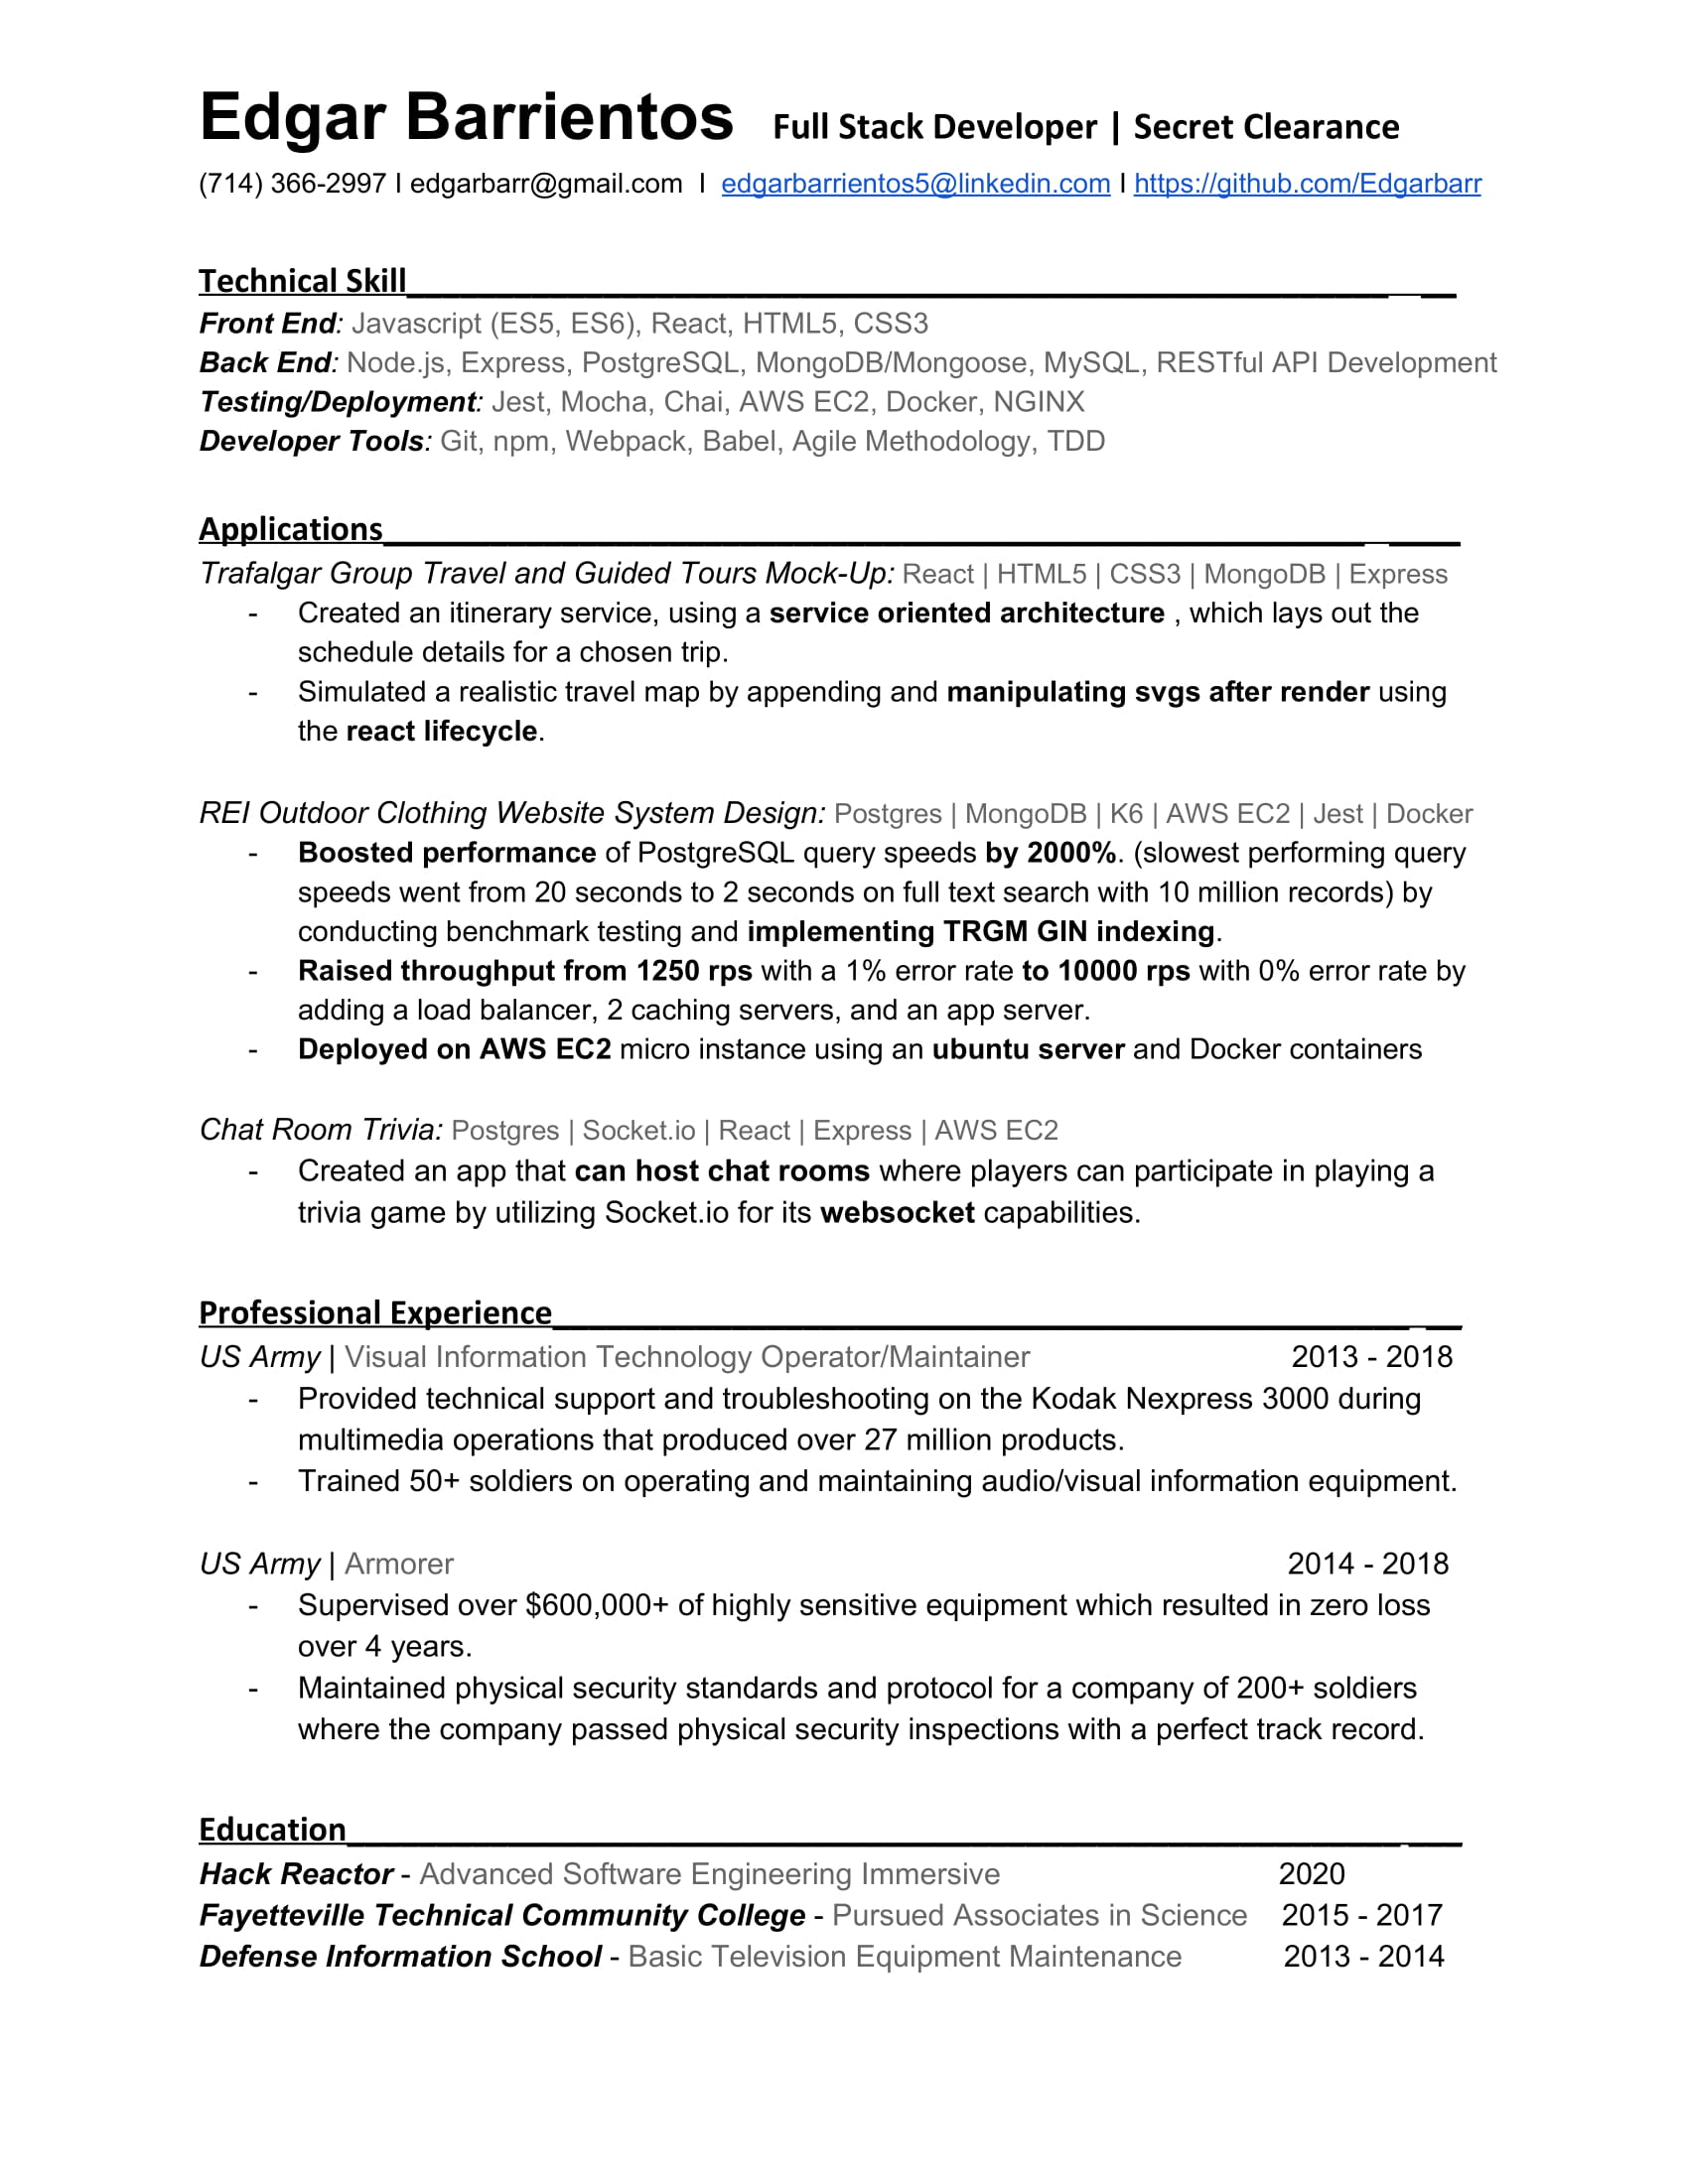 Edgar Barrientos Full Stack Developer | Secret Clearance
(714) 366-2997 I edgarbarr@gmail.com I edgarbarrientos5@linkedin.com I https://github.com/Edgarbarr
Technical Skill
Front End: Javascript (ES5, ES6), React, HTML5, CSS3
Back End: Node.js, Express, PostgreSQL, MongoDB/Mongoose, MySQL, RESTful API Development
Testing/Deployment: Jest, Mocha, Chai, AWS EC2, Docker, NGINX
Developer Tools: Git, npm, Webpack, Babel, Agile Methodology, TDD
Applications
Trafalgar Group Travel and Guided Tours Mock-Up: React | HTML5 | CSS3 | MongoDB | Express
- Created an itinerary service, using a service oriented architecture , which lays out the
schedule details for a chosen trip.
- Simulated a realistic travel map by appending and manipulating svgs after render using
the react lifecycle.
REI Outdoor Clothing Website System Design: Postgres | MongoDB | K6 | AWS EC2 | Jest | Docker
- Boosted performance of PostgreSQL query speeds by 2000%. (slowest performing query
speeds went from 20 seconds to 2 seconds on full text search with 10 million records) by
conducting benchmark testing and implementing TRGM GIN indexing.
- Raised throughput from 1250 rps with a 1% error rate to 10000 rps with 0% error rate by
adding a load balancer, 2 caching servers, and an app server.
- Deployed on AWS EC2 micro instance using an ubuntu server and Docker containers
Chat Room Trivia: Postgres | Socket.io | React | Express | AWS EC2
- Created an app that can host chat rooms where players can participate in playing a
trivia game by utilizing Socket.io for its websocket capabilities.
Professional Experience
US Army | Visual Information Technology Operator/Maintainer 2013 - 2018
- Provided technical support and troubleshooting on the Kodak Nexpress 3000 during
multimedia operations that produced over 27 million products.
- Trained 50+ soldiers on operating and maintaining audio/visual information equipment.
US Army | Armorer 2014 - 2018
- Supervised over $600,000+ of highly sensitive equipment which resulted in zero loss
over 4 years.
- Maintained physical security standards and protocol for a company of 200+ soldiers
where the company passed physical security inspections with a perfect track record.
Education
Hack Reactor - Advanced Software Engineering Immersive 2020
Fayetteville Technical Community College - Pursued Associates in Science 2015 - 2017
Defense Information School - Basic Television Equipment Maintenance 2013 - 2014